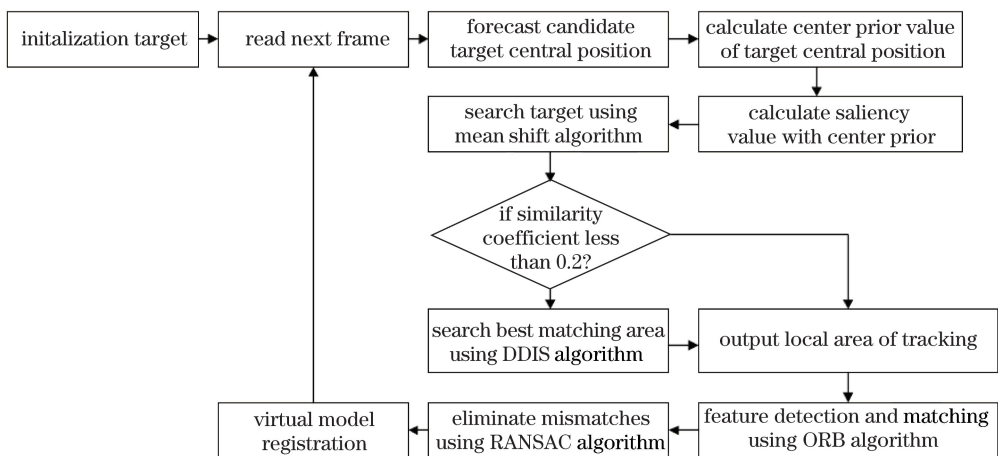 initalization target
read next frame
forecast candidate
target central position
calculate center prior value
of target central position
search target using
mean shift algorithm
calculate saliency
value with center prior
if similarity
coefficient less
than 0.2?
search best matching area
using DDIS algorithm
output local area of tracking
virtual model
registration
eliminate mismatches
using RANSAC algorithm
feature detection and matching
using ORB algorithm